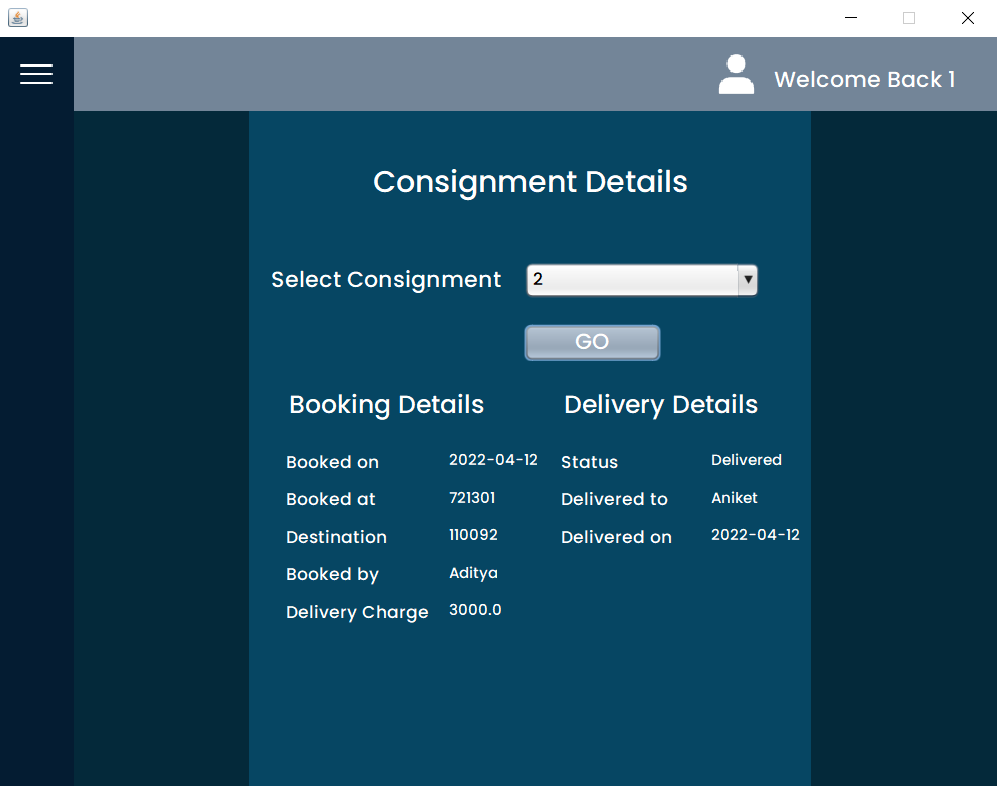 Welcome Back 1
Consignment Details
Select Consignment 2
GO
Booking Details Delivery Details
Booked on 2022-04-12 Status Delivered
Booked at 721301 Delivered to Aniket
Destination 110092 Delivered on 2022-04-12
Booked by Aditya
Delivery Charge 3000.0